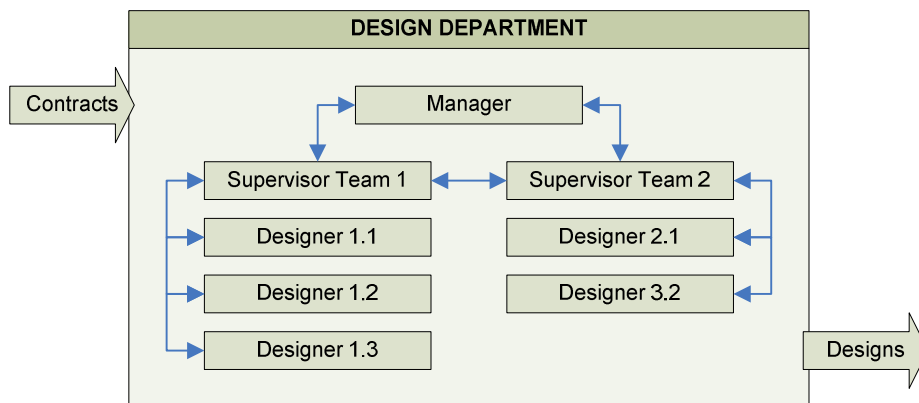 DESIGN DEPARTMENT
Contracts
Manager
Supervisor Team 1
Supervisor Team 2
Designer 1.1
Designer 2.1
Designer 1.2
Designer 3.2
Designer 1.3
Designs